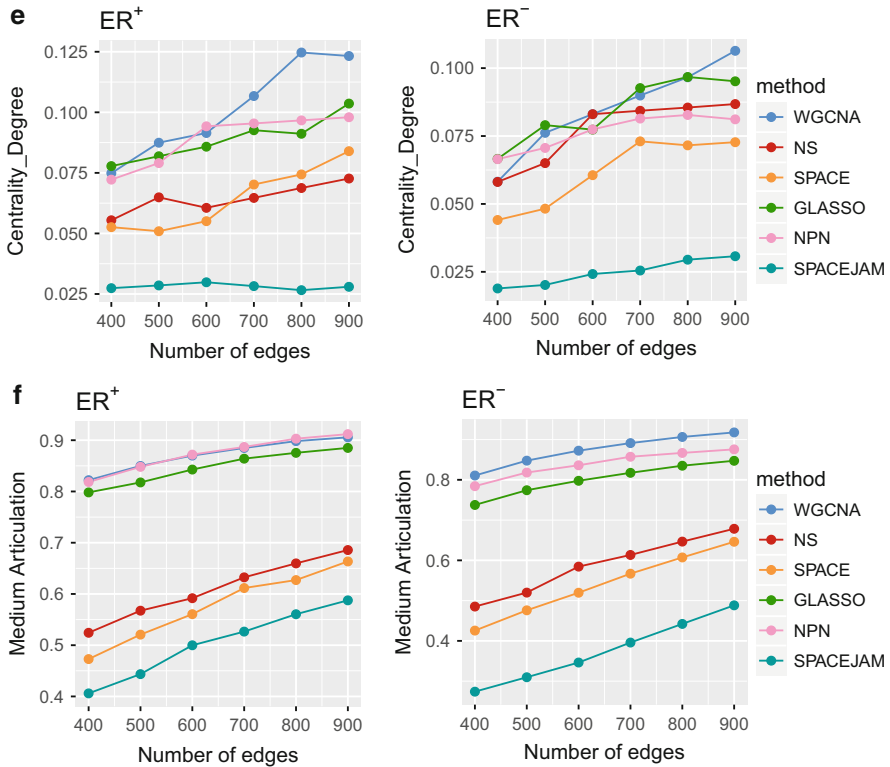 e
ER+
ER−
0.125
0.100
0.075
0.050
0.025
Centrality_Degree
400 500 600 700 800 900
Number of edges
0.100
0.075
0.050
0.025
Centrality_Degree
400 500 600 700 800 900
Number of edges
method
WGCNA
NS
SPACE
GLASSO
NPN
SPACEJAM
f
ER+
ER−
0.9
0.8
0.7
0.6
0.5
0.4
Medium Articulation
400 500 600 700 800 900
Number of edges
0.8
0.6
0.4
Medium Articulation
400 500 600 700 800 900
Number of edges
method
WGCNA
NS
SPACE
GLASSO
NPN
SPACEJAM